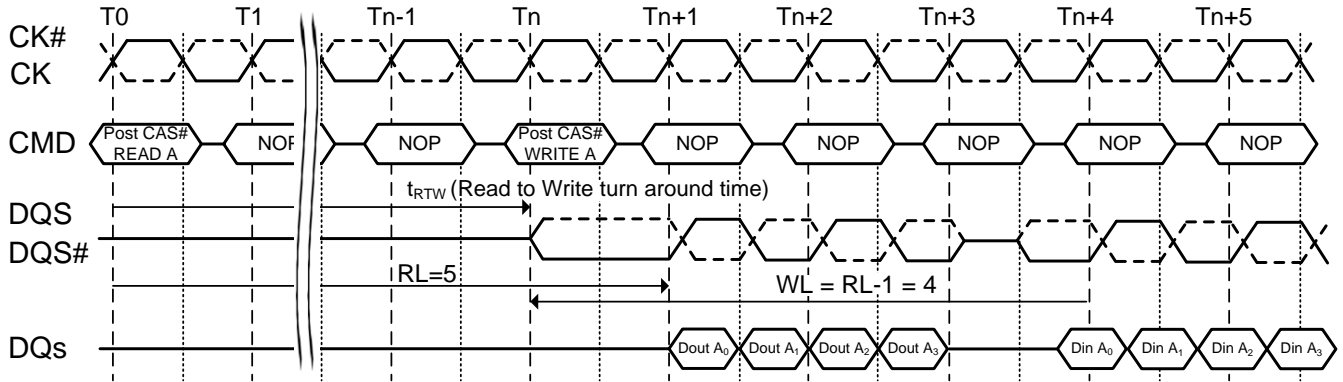 T0 T1 Tn-1 Tn Tn+1 Tn+2 Tn+3 Tn+4 Tn+5
CK#
CK
CMD
Post CAS#
READ A
NOP
NOP
Post CAS#
WRITE A
NOP
NOP
NOP
NOP
NOP
tRTW (Read to Write turn around time)
DQS
DQS#
RL=5
WL = RL-1 = 4
DQs
Dout A0 Dout A1 Dout A2 Dout A3 Din A0 Din A1 Din A2 Din A3